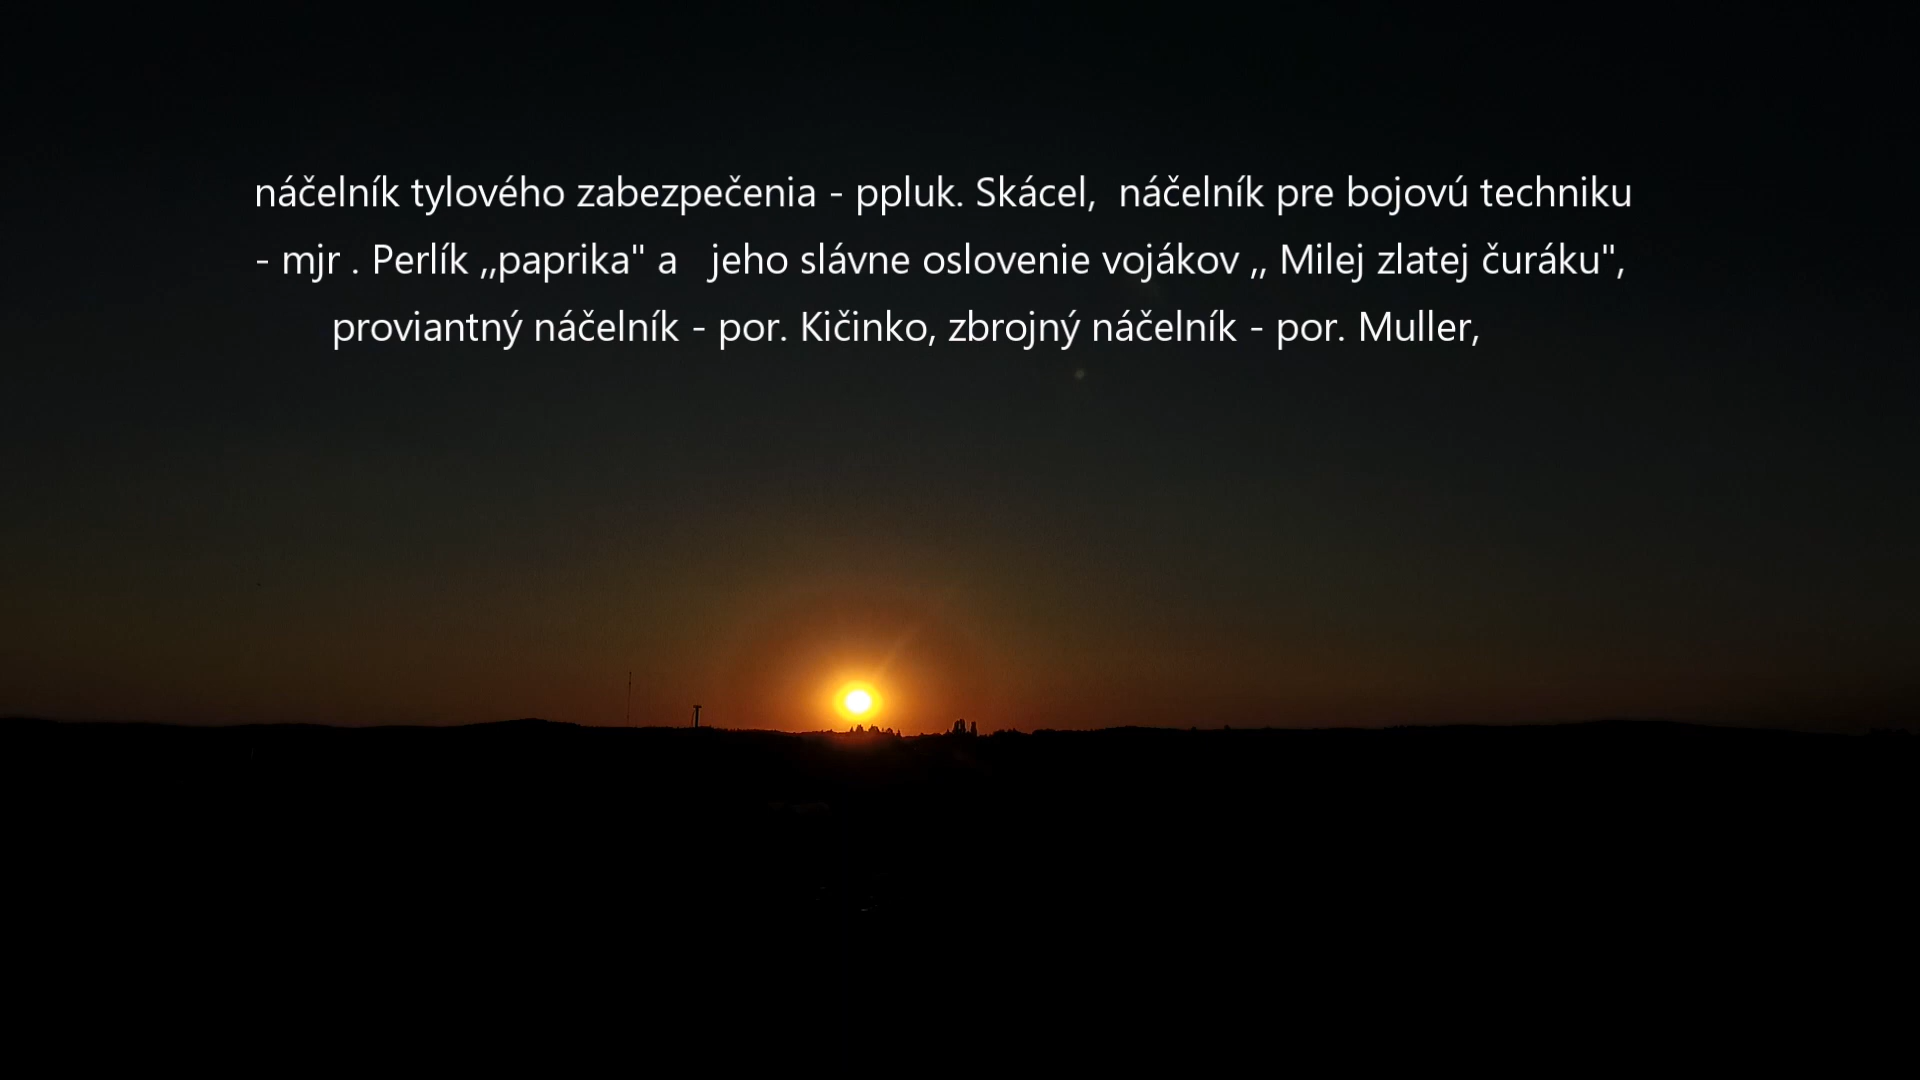 náčelník tylového zabezpečenia - ppluk. Skácel,  náčelník pre bojovú techniku
- mjr . Perlík ,,paprika" a   jeho slávne oslovenie vojákov ,, Milej zlatej čuráku",
proviantný náčelník - por. Kičinko, zbrojný náčelník - por. Muller,